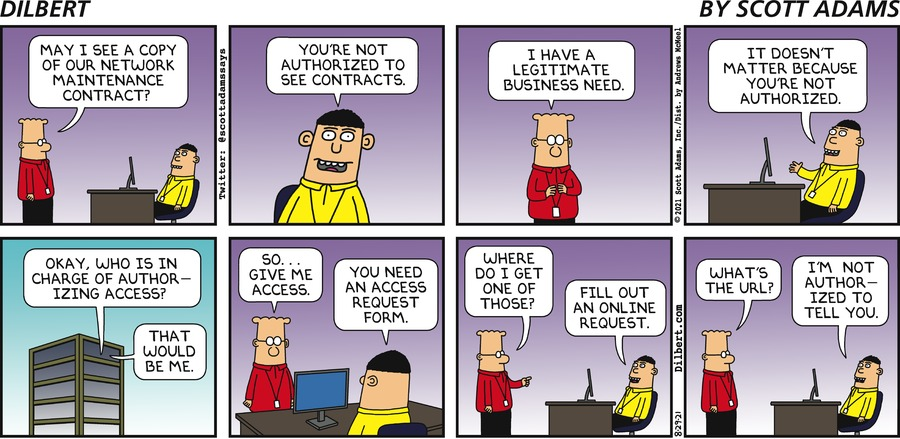 DILBERT
BY SCOTT ADAMS
MAY I SEE A COPY
OF OUR NETWORK
MAINTENANCE
CONTRACT?
Twitter: @scottadamssays
YOU'RE NOT
AUTHORIZED TO
SEE CONTRACTS.
I HAVE A
LEGITIMATE
BUSINESS NEED.
© 2021 Scott Adams, Inc./Dist. by Andrews McMeel
IT DOESN'T
MATTER BECAUSE
YOU'RE NOT
AUTHORIZED.
OKAY, WHO IS IN
CHARGE OF AUTHOR-
IZING ACCESS?
THAT
WOULD
BE ME.
SO...
GIVE ME
ACCESS.
YOU NEED
AN ACCESS
REQUEST
FORM.
WHERE
DO I GET
ONE OF
THOSE?
FILL OUT
AN ONLINE
REQUEST.
8-29-21 Dilbert.com
WHAT'S
THE URL?
I'M NOT
AUTHOR-
IZED TO
TELL YOU.